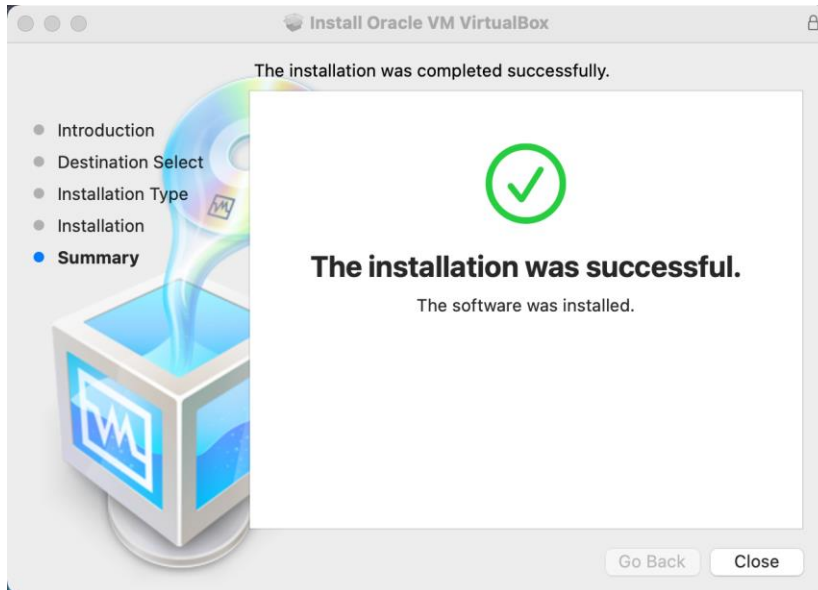 Install Oracle VM VirtualBox
The installation was completed successfully.
Introduction
Destination Select
Installation Type
Installation
Summary
The installation was successful.
The software was installed.
Go Back
Close